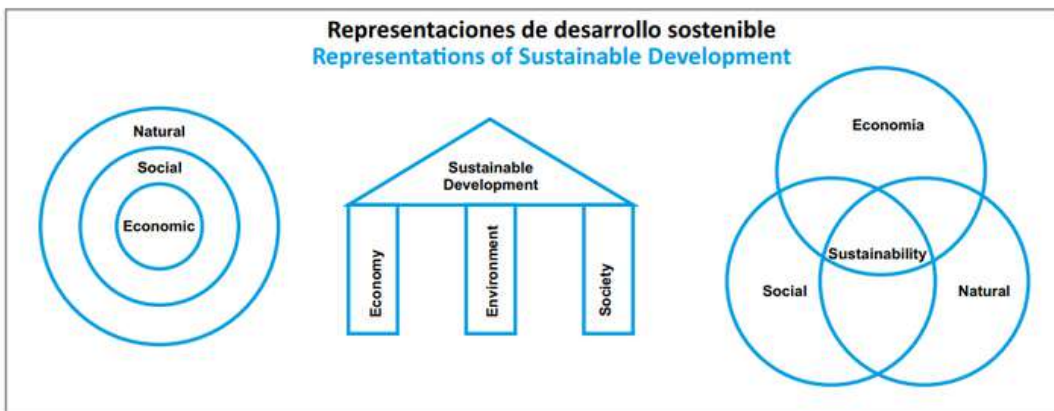 Representaciones de desarrollo sostenible
Representations of Sustainable Development
Natural
Social
Economic
Sustainable
Development
Economy
Environment
Society
Economia
Sustainability
Social
Natural